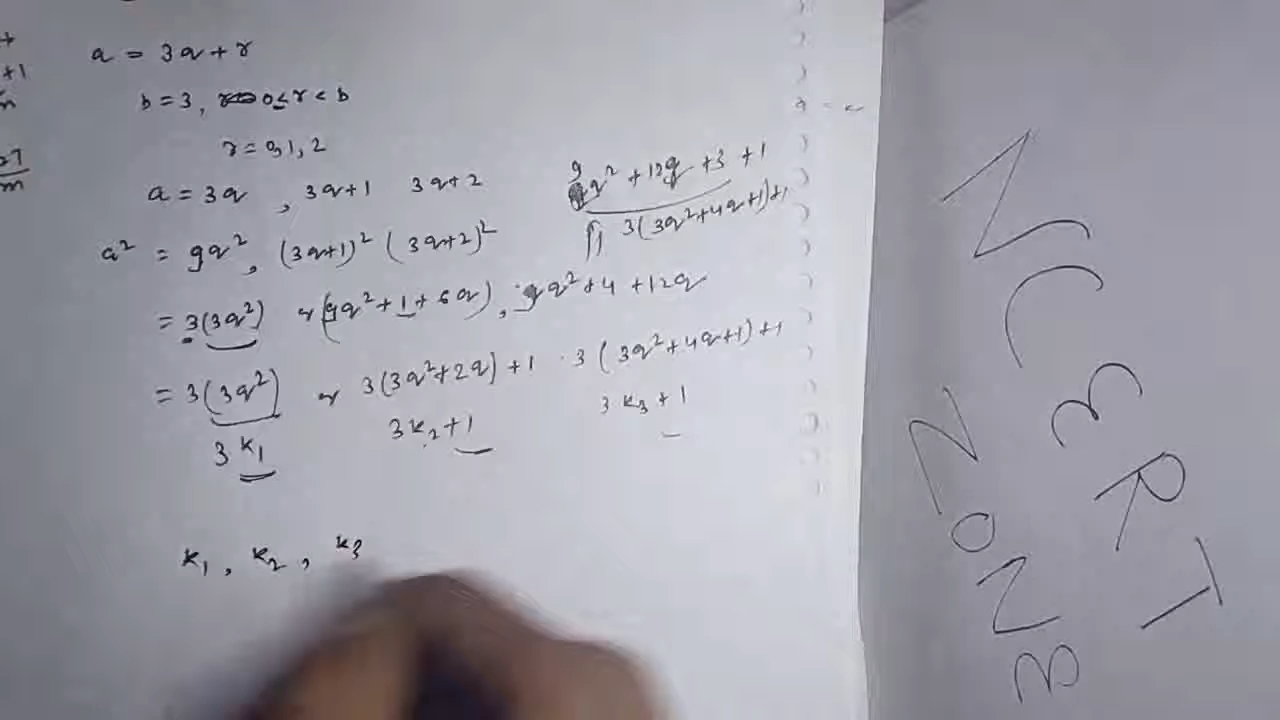 a = 3q + r
b = 3, 0 ≤ r < b
r = 0, 1, 2
a = 3q , 3q+1 3q+2
a² = 9q², (3q+1)² (3q+2)²
= 3(3q²) or (9q² + 1 + 6q), 9q² + 4 + 12q
= 3(3q²) or 3(3q²+2q) + 1 . 3(3q²+4q+1)+1
3k₁ 3k₂+1 3k₃+1
k₁, k₂, k₃
9q² + 12q + 3 + 1
3(3q²+4q+1)+1
+1
27
m
NCERT
ZONE